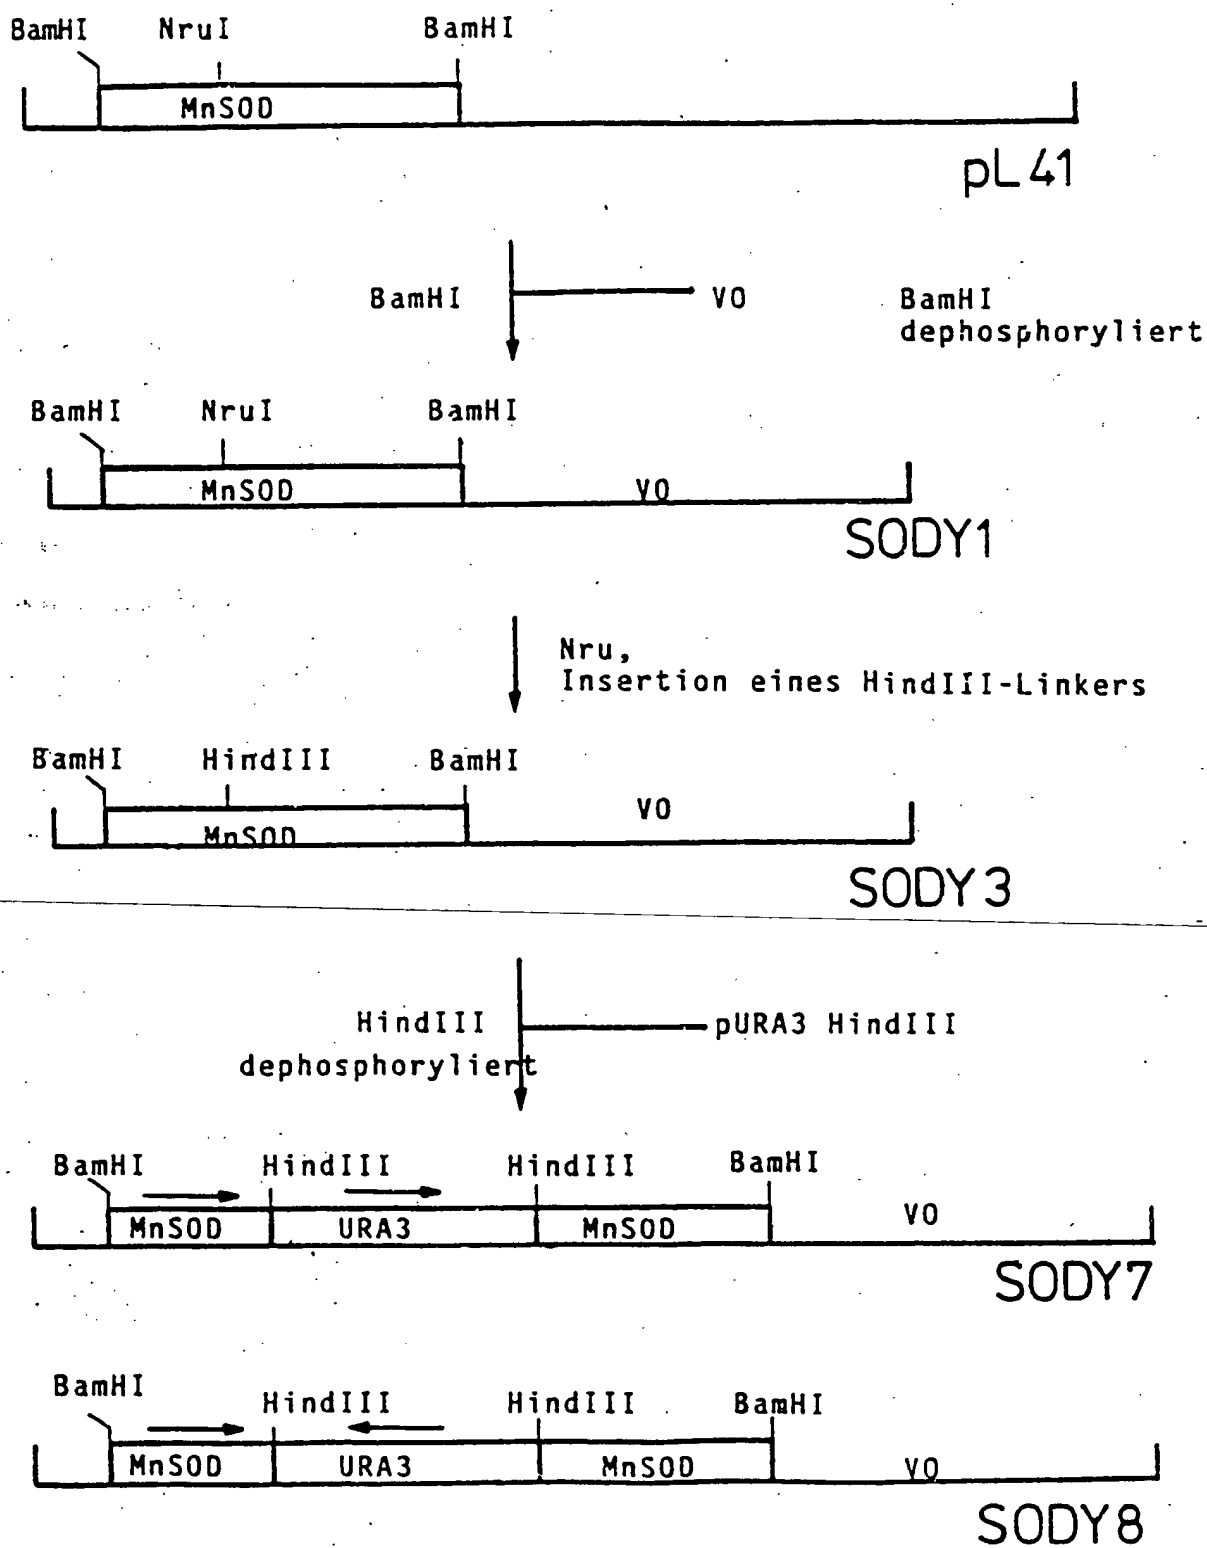 BamHI NruI BamHI
MnSOD
pL41
BamHI VO BamHI
dephosphoryliert
BamHI NruI BamHI
MnSOD VO
SODY1
Nru,
Insertion eines HindIII-Linkers
BamHI HindIII BamHI
MnSOD VO
SODY3
HindIII pURA3 HindIII
dephosphoryliert
BamHI HindIII HindIII BamHI
MnSOD URA3 MnSOD VO
SODY7
BamHI HindIII HindIII BamHI
MnSOD URA3 MnSOD VO
SODY8